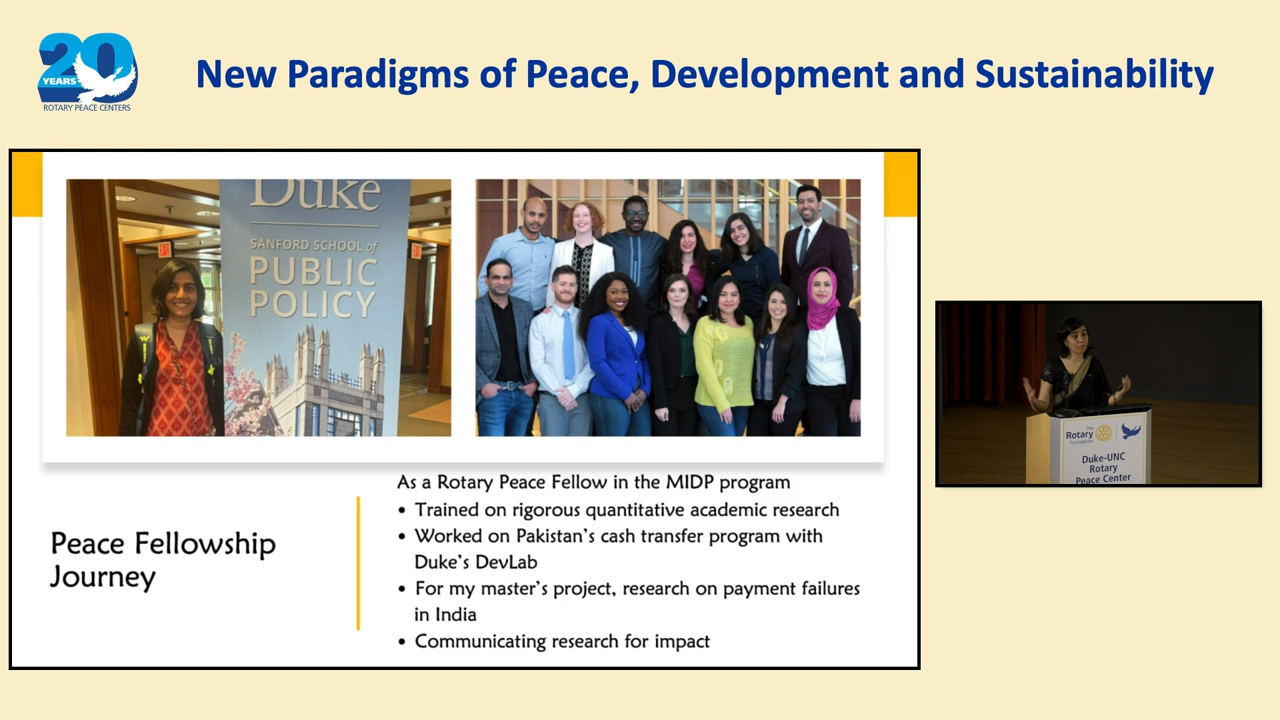 20
YEARS
ROTARY PEACE CENTERS
New Paradigms of Peace, Development and Sustainability
Duke
SANFORD SCHOOL of
PUBLIC
POLICY
As a Rotary Peace Fellow in the MIDP program
• Trained on rigorous quantitative academic research
• Worked on Pakistan's cash transfer program with
Duke's DevLab
• For my master's project, research on payment failures
in India
• Communicating research for impact
Peace Fellowship
Journey
The
Rotary
Foundation
Duke-UNC
Rotary
Peace Center